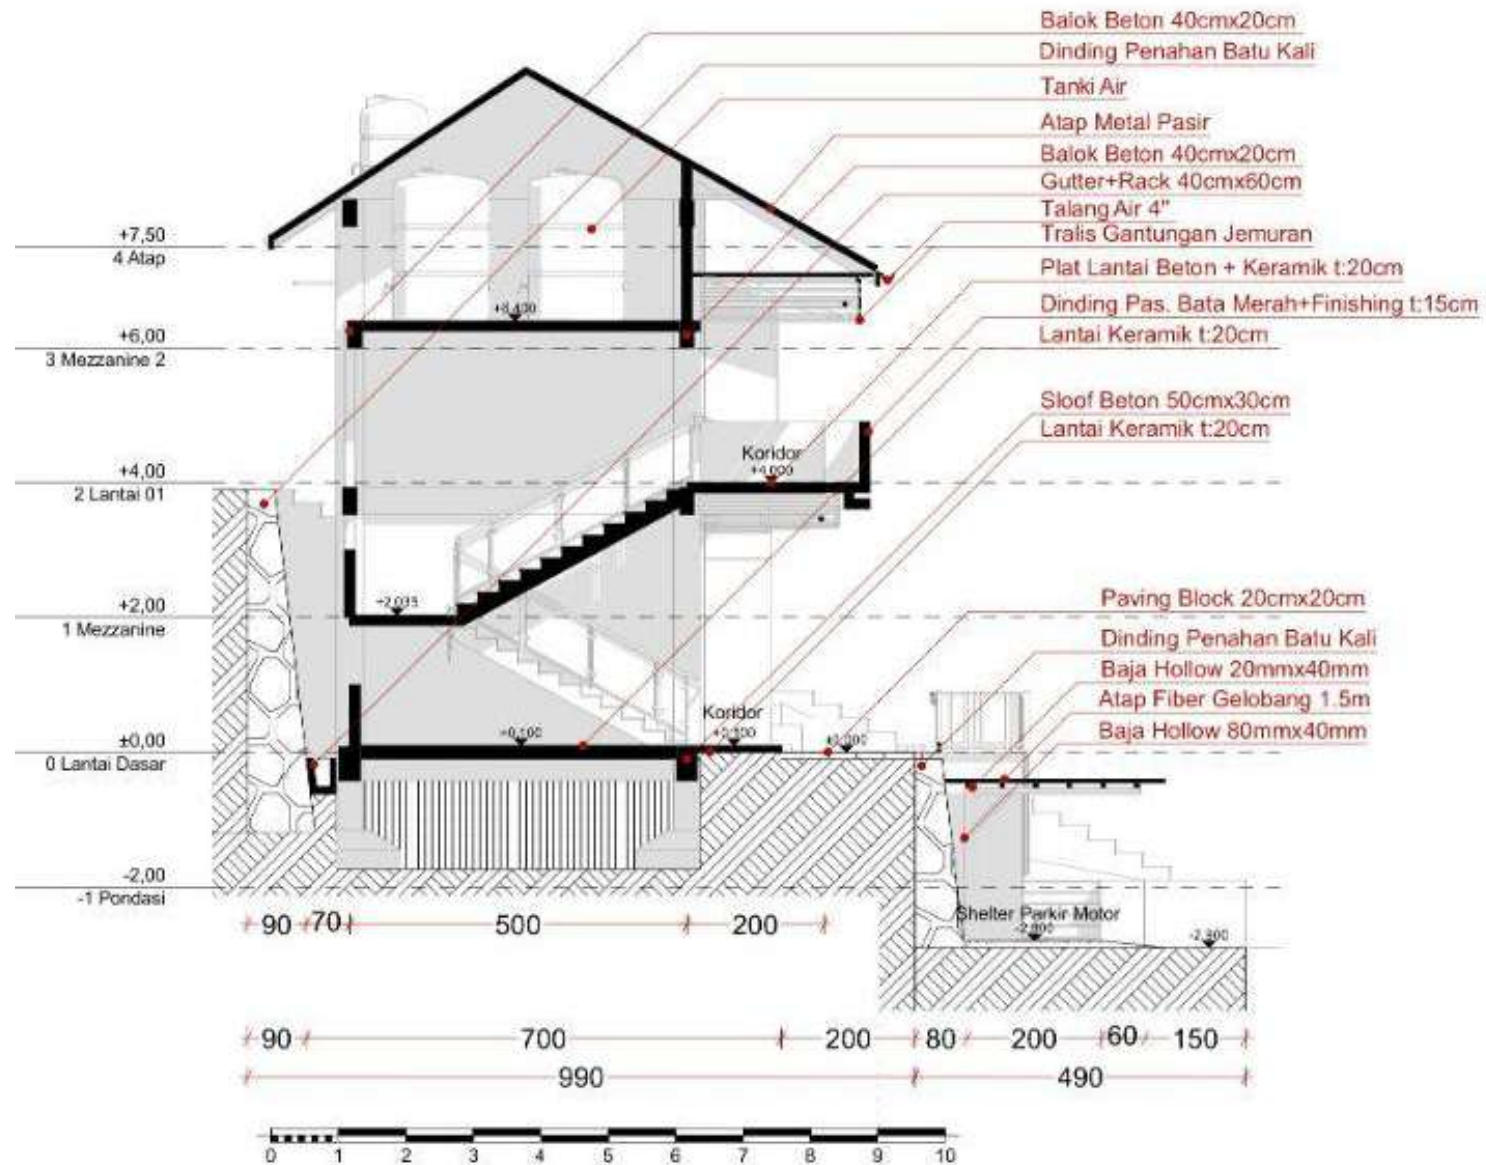 Balok Beton 40cmx20cm
Dinding Penahan Batu Kali
Tanki Air
Atap Metal Pasir
Balok Beton 40cmx20cm
Gutter+Rack 40cmx60cm
Talang Air 4"
Tralis Gantungan Jemuran
Plat Lantai Beton + Keramik t:20cm
Dinding Pas. Bata Merah+Finishing t:15cm
Lantai Keramik t:20cm
Sloof Beton 50cmx30cm
Lantai Keramik t:20cm
Paving Block 20cmx20cm
Dinding Penahan Batu Kali
Baja Hollow 20mmx40mm
Atap Fiber Gelobang 1.5m
Baja Hollow 80mmx40mm
+7,50
4 Atap
+6,00
3 Mezzanine 2
+4,00
2 Lantai 01
+2,00
1 Mezzanine
±0,00
0 Lantai Dasar
-2,00
-1 Pondasi
Koridor
+4.000
+2,035
Koridor
Shelter Parkir Motor
90 70 500 200
90 700 200 80 200 60 150
990 490
0 1 2 3 4 5 6 7 8 9 10